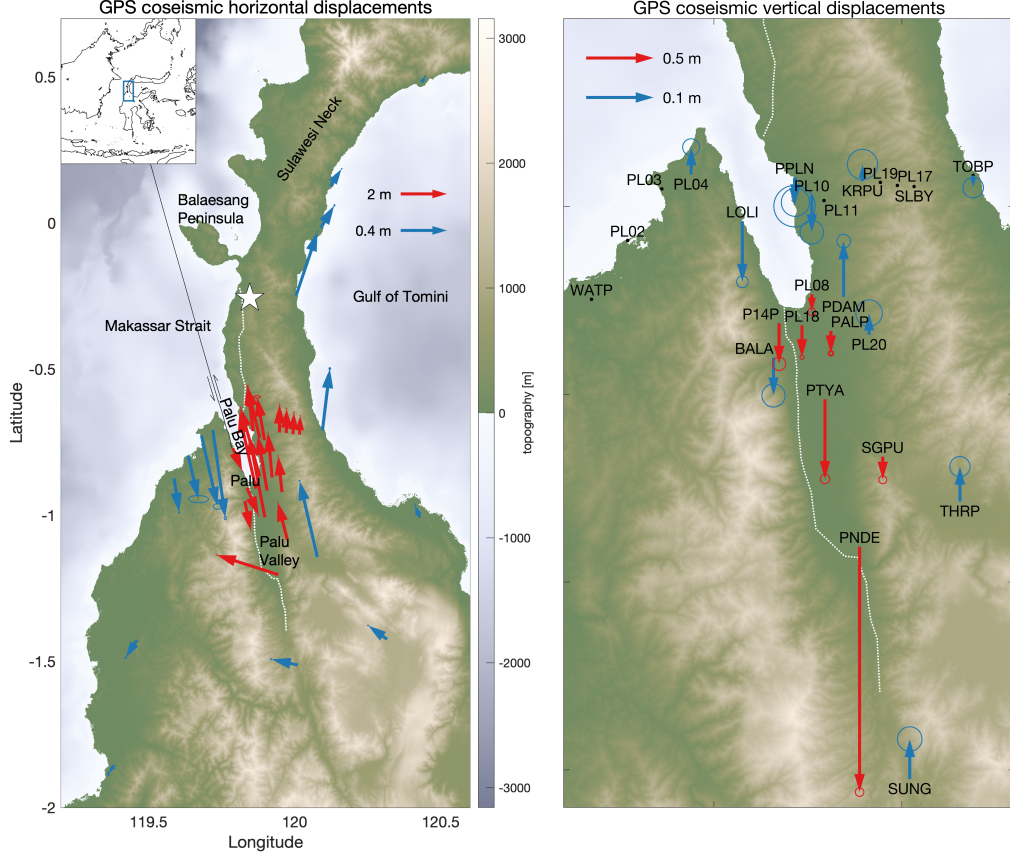 GPS coseismic horizontal displacements
0.5
0
-0.5
-1
-1.5
-2
Latitude
119.5
120
120.5
Longitude
Sulawesi Neck
2 m
0.4 m
Balaesang
Peninsula
Gulf of Tomini
Makassar Strait
Palu Bay
Palu
Palu
Valley
3000
2000
1000
0
-1000
-2000
-3000
topography [m]
GPS coseismic vertical displacements
0.5 m
0.1 m
PL03
PL04
PPLN
PL10
PL11
PL19
PL17
KRPU
SLBY
TOBP
LOLI
PL02
WATP
PL08
P14P
PL18
PDAM
PALP
PL20
BALA
PTYA
SGPU
THRP
PNDE
SUNG